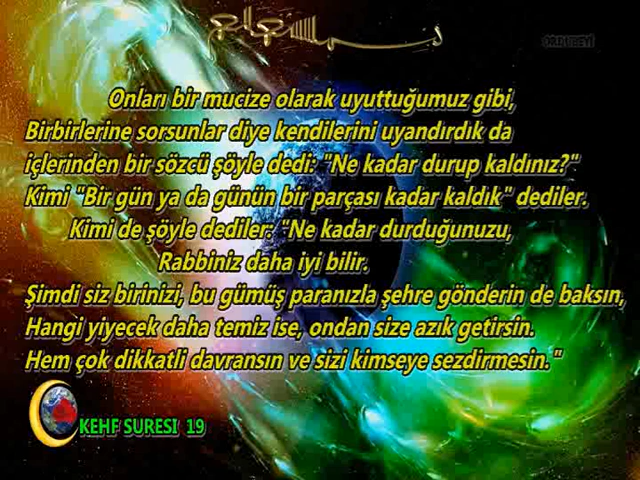 ORDUBEYİ
Onları bir mucize olarak uyuttuğumuz gibi,
Birbirlerine sorsunlar diye kendilerini uyandırdık da
içlerinden bir sözcü şöyle dedi: "Ne kadar durup kaldınız?"
Kimi "Bir gün ya da günün bir parçası kadar kaldık" dediler.
Kimi de şöyle dediler: "Ne kadar durduğunuzu,
Rabbiniz daha iyi bilir.
Şimdi siz birinizi, bu gümüş paranızla şehre gönderin de baksın,
Hangi yiyecek daha temiz ise, ondan size azık getirsin.
Hem çok dikkatli davransın ve sizi kimseye sezdirmesin."
KEHF SURESI 19